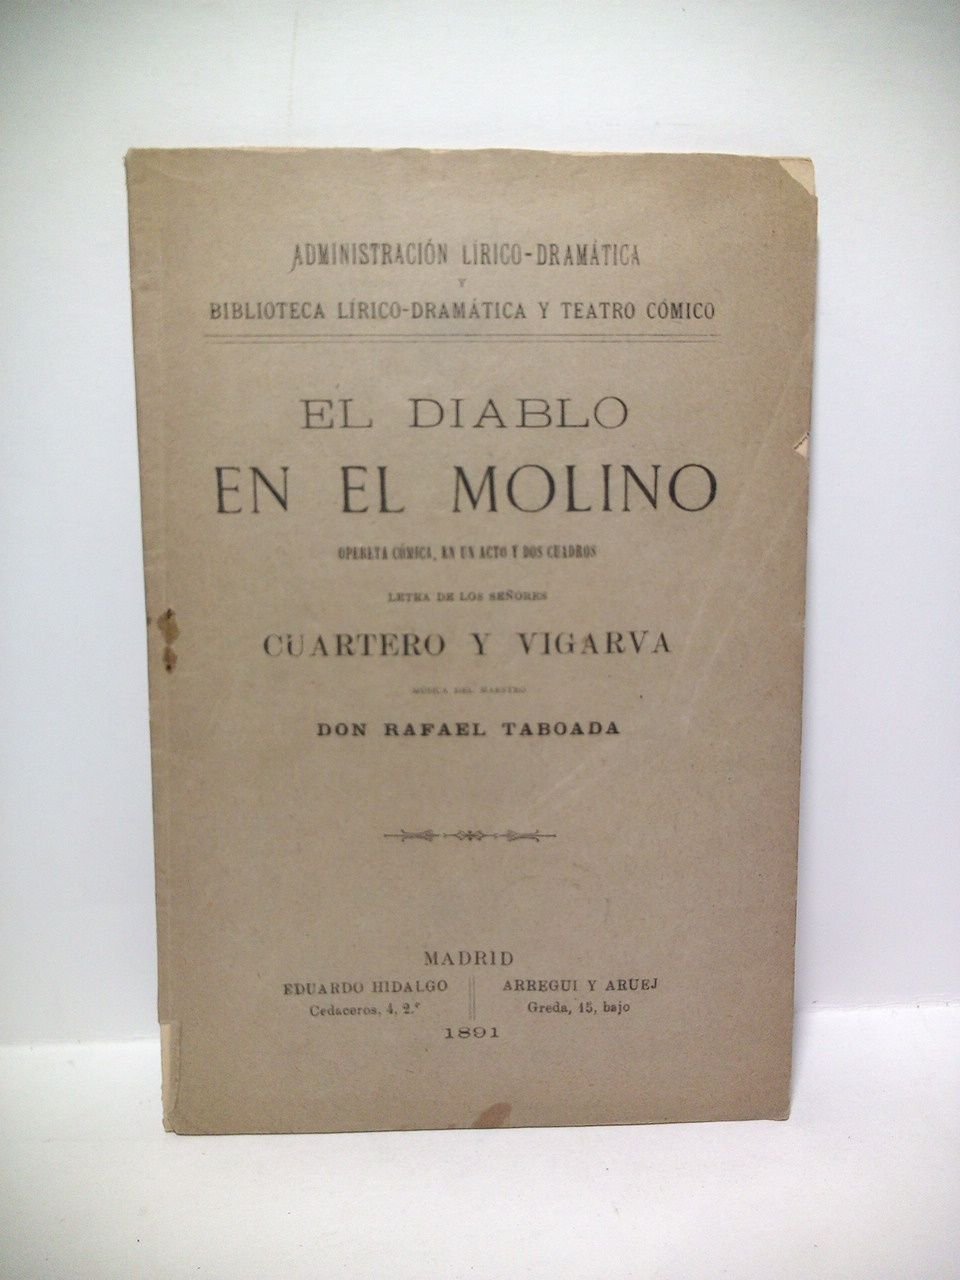 ADMINISTRACIÓN LÍRICO-DRAMÁTICA
Y
BIBLIOTECA LÍRICO-DRAMÁTICA Y TEATRO CÓMICO
EL DIABLO
EN EL MOLINO
OPERETA CÓMICA, EN UN ACTO Y DOS CUADROS
LETRA DE LOS SEÑORES
CUARTERO Y VIGARVA
MÚSICA DEL MAESTRO
DON RAFAEL TABOADA
MADRID
EDUARDO HIDALGO
Cedaceros, 4, 2.º
ARREGUI Y ARUEJ
Greda, 15, bajo
1891